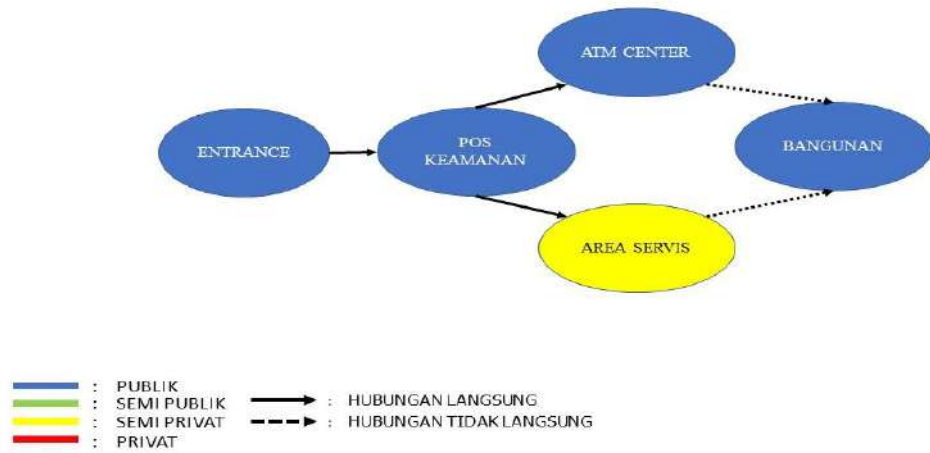 ATM CENTER
ENTRANCE
POS
KEAMANAN
BANGUNAN
AREA SERVIS
: PUBLIK
: SEMI PUBLIK
: SEMI PRIVAT
: PRIVAT
: HUBUNGAN LANGSUNG
: HUBUNGAN TIDAK LANGSUNG